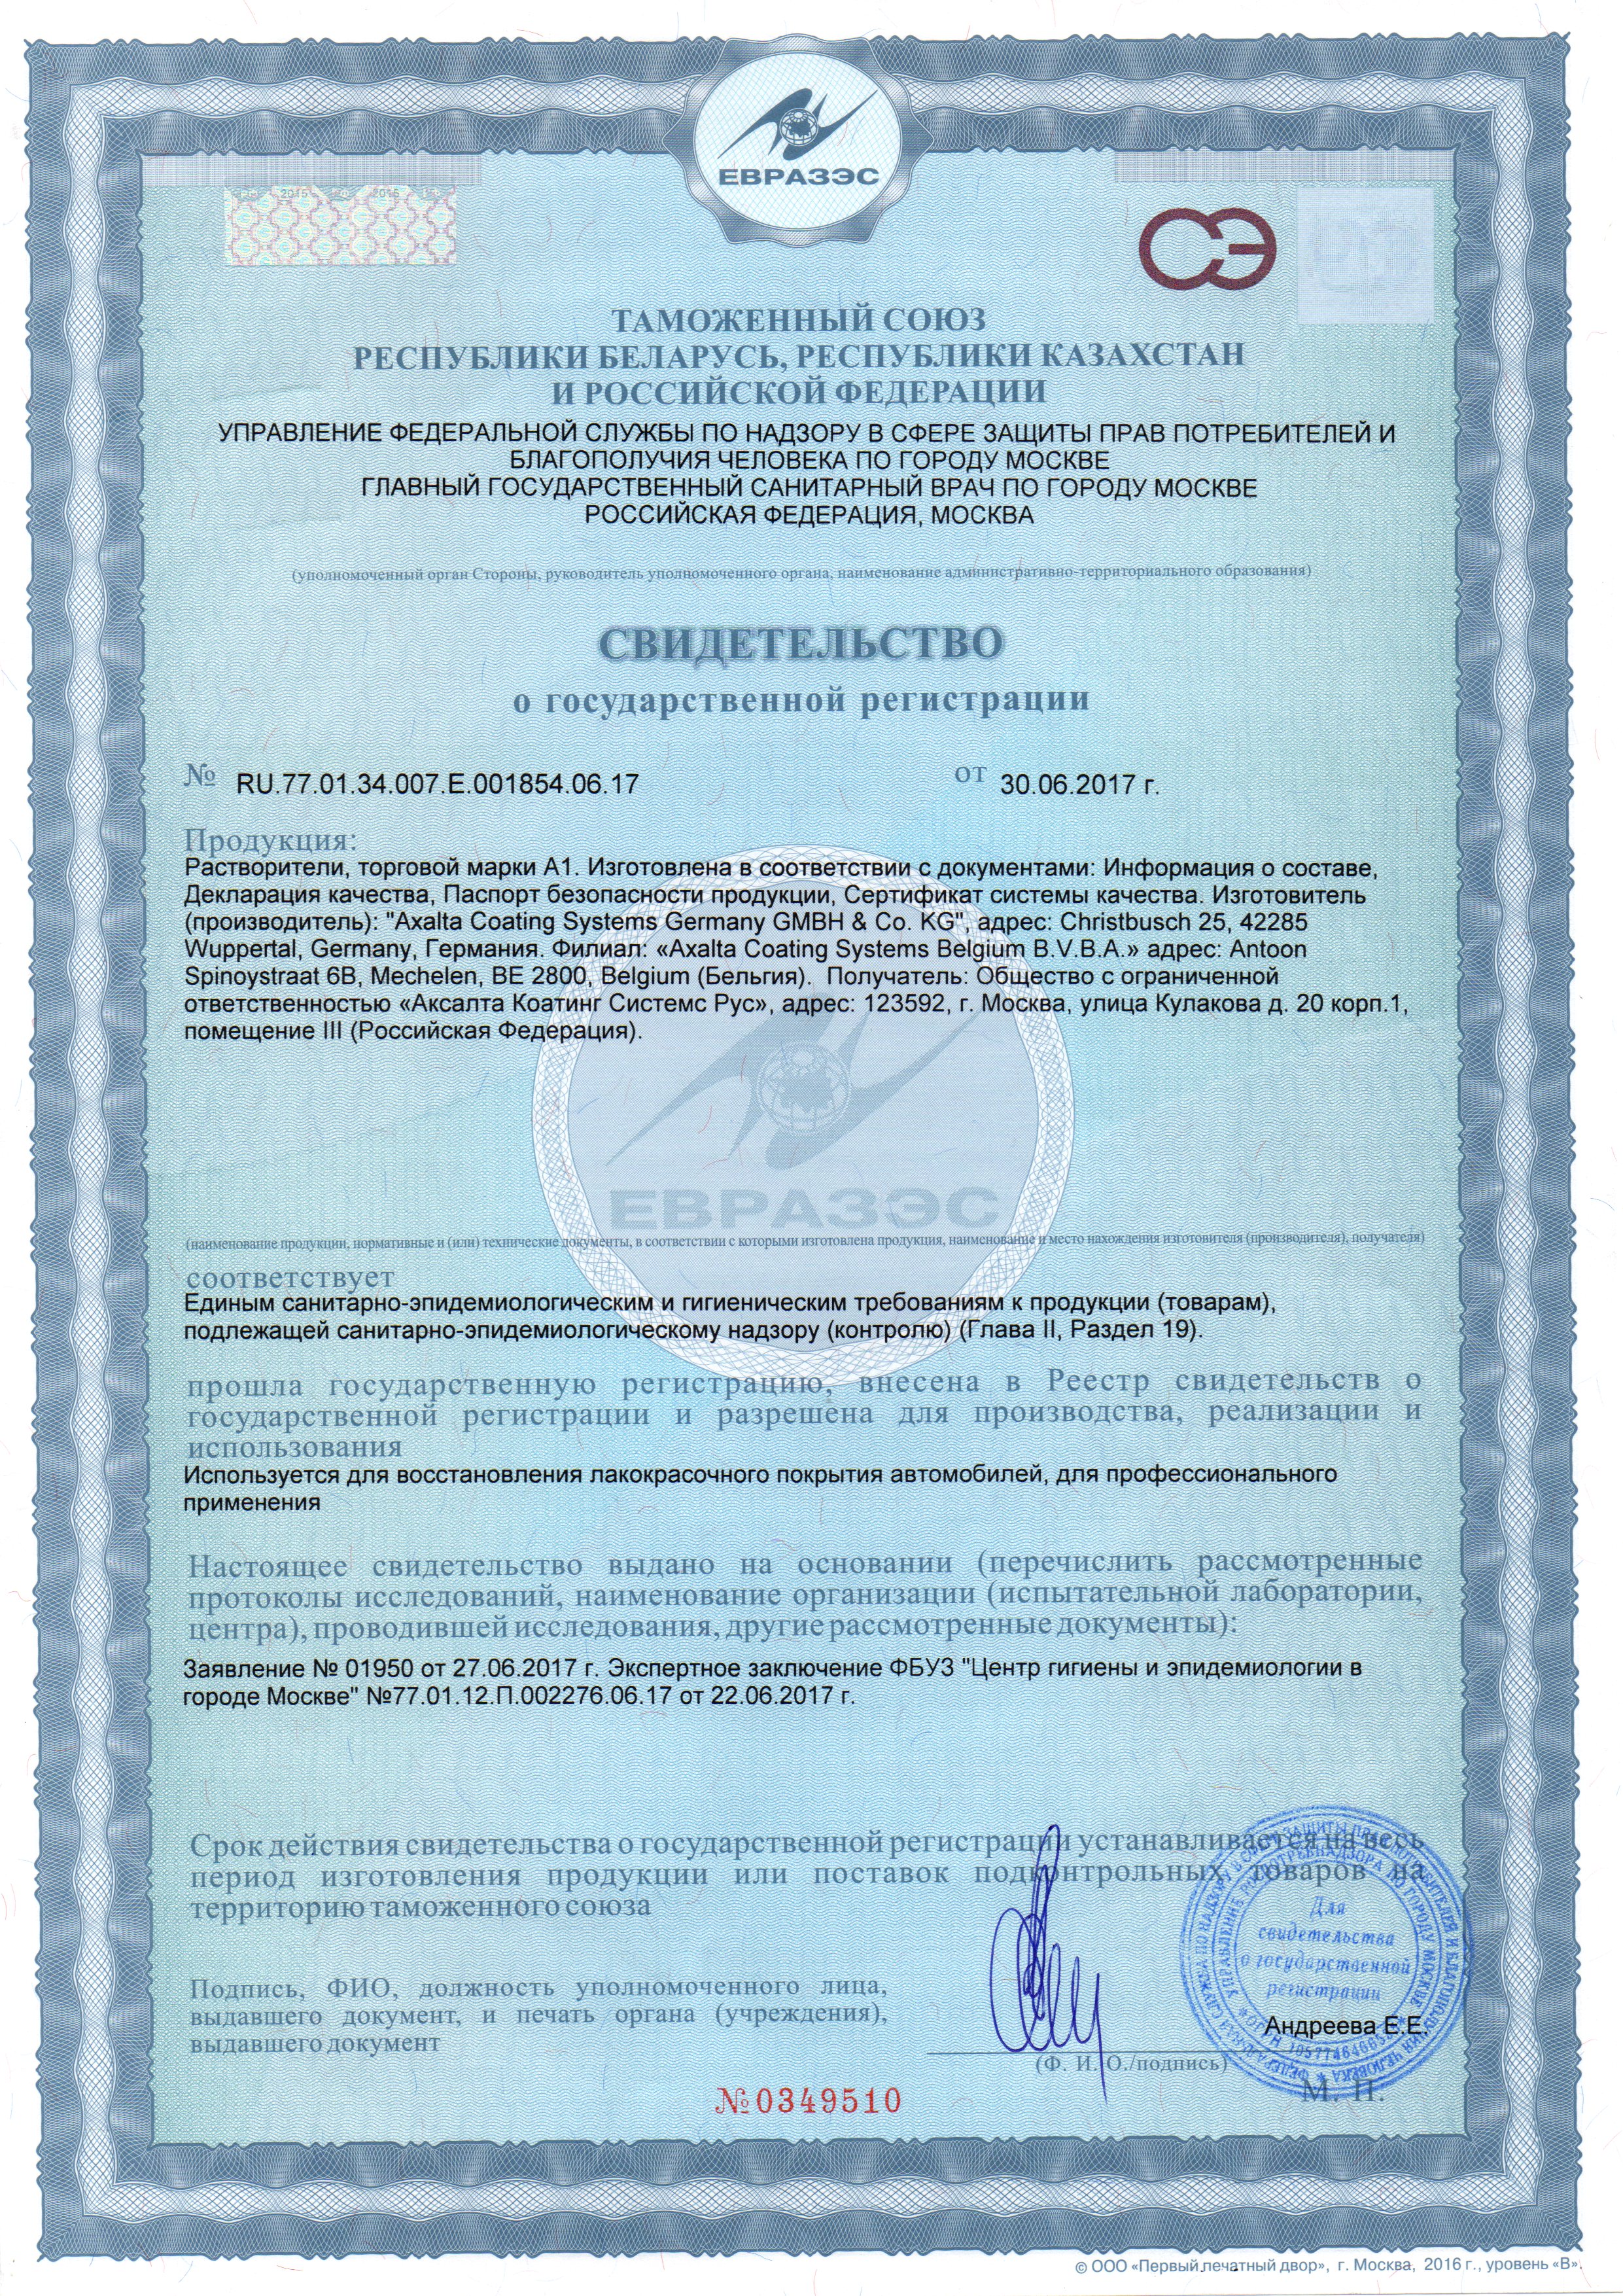 ЕВРАЗЭС
СЭ
ТАМОЖЕННЫЙ СОЮЗ
РЕСПУБЛИКИ БЕЛАРУСЬ, РЕСПУБЛИКИ КАЗАХСТАН
И РОССИЙСКОЙ ФЕДЕРАЦИИ
УПРАВЛЕНИЕ ФЕДЕРАЛЬНОЙ СЛУЖБЫ ПО НАДЗОРУ В СФЕРЕ ЗАЩИТЫ ПРАВ ПОТРЕБИТЕЛЕЙ И
БЛАГОПОЛУЧИЯ ЧЕЛОВЕКА ПО ГОРОДУ МОСКВЕ
ГЛАВНЫЙ ГОСУДАРСТВЕННЫЙ САНИТАРНЫЙ ВРАЧ ПО ГОРОДУ МОСКВЕ
РОССИЙСКАЯ ФЕДЕРАЦИЯ, МОСКВА
(уполномоченный орган Стороны, руководитель уполномоченного органа, наименование административно-территориального образования)
СВИДЕТЕЛЬСТВО
о государственной регистрации
№ RU.77.01.34.007.Е.001854.06.17 от 30.06.2017 г.
Продукция:
Растворители, торговой марки А1. Изготовлена в соответствии с документами: Информация о составе,
Декларация качества, Паспорт безопасности продукции, Сертификат системы качества. Изготовитель
(производитель): "Axalta Coating Systems Germany GMBH & Co. KG", адрес: Christbusch 25, 42285
Wuppertal, Germany, Германия. Филиал: «Axalta Coating Systems Belgium B.V.B.A.» адрес: Antoon
Spinoystraat 6B, Mechelen, BE 2800, Belgium (Бельгия). Получатель: Общество с ограниченной
ответственностью «Аксалта Коатинг Системс Рус», адрес: 123592, г. Москва, улица Кулакова д. 20 корп.1,
помещение III (Российская Федерация).
ЕВРАЗЭС
(наименование продукции, нормативные и (или) технические документы, в соответствии с которыми изготовлена продукция, наименование и место нахождения изготовителя (производителя), получателя)
соответствует
Единым санитарно-эпидемиологическим и гигиеническим требованиям к продукции (товарам),
подлежащей санитарно-эпидемиологическому надзору (контролю) (Глава II, Раздел 19).
прошла государственную регистрацию, внесена в Реестр свидетельств о
государственной регистрации и разрешена для производства, реализации и
использования
Используется для восстановления лакокрасочного покрытия автомобилей, для профессионального
применения
Настоящее свидетельство выдано на основании (перечислить рассмотренные
протоколы исследований, наименование организации (испытательной лаборатории,
центра), проводившей исследования, другие рассмотренные документы):
Заявление № 01950 от 27.06.2017 г. Экспертное заключение ФБУЗ "Центр гигиены и эпидемиологии в
городе Москве" №77.01.12.П.002276.06.17 от 22.06.2017 г.
Срок действия свидетельства о государственной регистрации устанавливается на весь
период изготовления продукции или поставок подконтрольных товаров на
территорию таможенного союза
Для
свидетельства
о государственной
регистрации
Подпись, ФИО, должность уполномоченного лица,
выдавшего документ, и печать органа (учреждения),
выдавшего документ
Андреева Е.Е.
(Ф. И. О./подпись)
М. П.
№0349510
© ООО «Первый печатный двор», г. Москва, 2016 г., уровень «В».